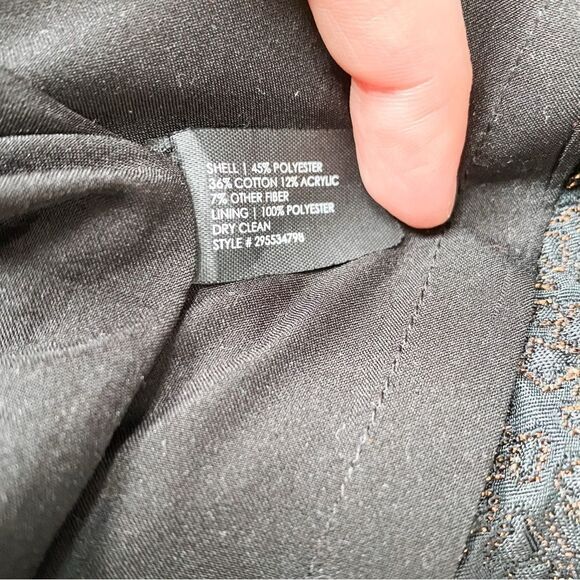 SHELL | 45% POLYESTER
36% COTTON 12% ACRYLIC
7% OTHER FIBER
LINING | 100% POLYESTER
DRY CLEAN
STYLE # 295534798